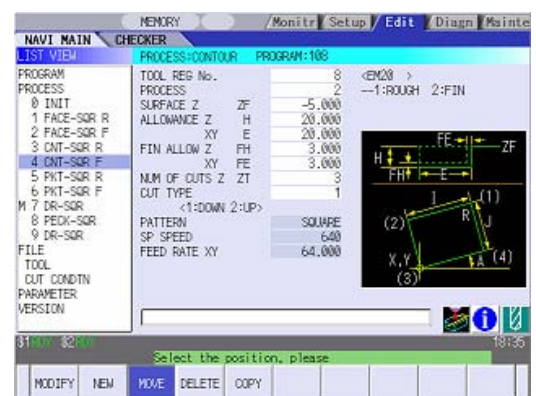 MEMORY Monitr Setup Edit Diagn Mainte
NAVI MAIN CHECKER
LIST VIEW PROCESS:CONTOUR PROGRAM:108
PROGRAM
PROCESS
0 INIT
1 FACE-SQR R
2 FACE-SQR F
3 CNT-SQR R
4 CNT-SQR F
5 PKT-SQR R
6 PKT-SQR F
M 7 DR-SQR
8 PECK-SQR
9 DR-SQR
FILE
TOOL
CUT CONDTN
PARAMETER
VERSION
TOOL REG No. 8 <EM20 >
PROCESS 2 --1:ROUGH 2:FIN
SURFACE Z ZF -5.000
ALLOWANCE Z H 20.000
XY E 20.000
FIN ALLOW Z FH 3.000
XY FE 3.000
NUM OF CUTS Z ZT 3
CUT TYPE 1
<1:DOWN 2:UP>
PATTERN SQUARE
SP SPEED 640
FEED RATE XY 64.000
FE ZF
H
FH E
I (1)
(2) R J
X,Y A (4)
(3)
$1 RDY $2 RDY 18:35
Select the position, please
MODIFY NEW MOVE DELETE COPY